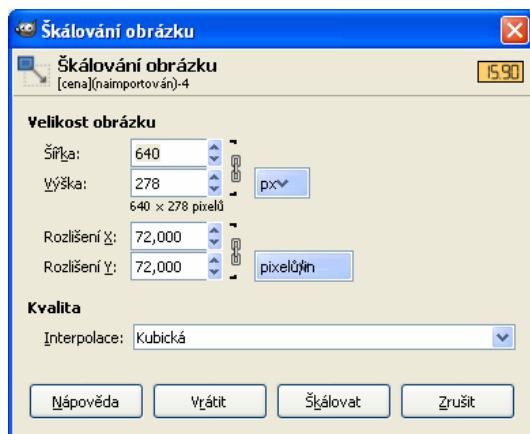 Škálování obrázku
Škálování obrázku
[cena](naimportován)-4
15.90
Velikost obrázku
Šířka: 640
Výška: 278 px
640 × 278 pixelů
Rozlišení X: 72,000
Rozlišení Y: 72,000 pixelů/in
Kvalita
Interpolace: Kubická
Nápověda Vrátit Škálovat Zrušit